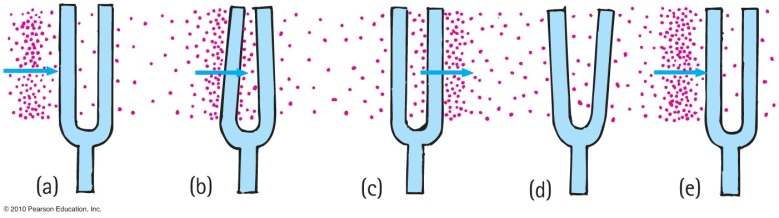 (a) (b) (c) (d) (e)
© 2010 Pearson Education, Inc.